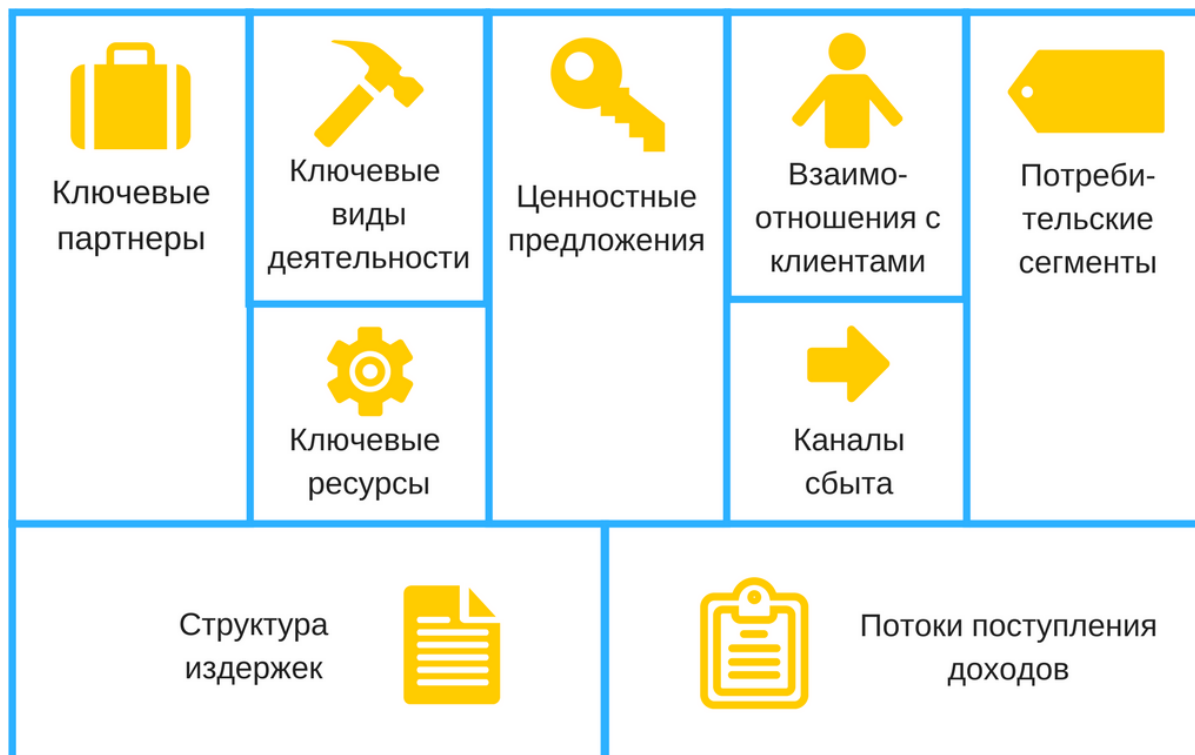 Ключевые
партнеры
Ключевые
виды
деятельности
Ключевые
ресурсы
Ценностные
предложения
Взаимо-
отношения с
клиентами
Каналы
сбыта
Потреби-
тельские
сегменты
Структура
издержек
Потоки поступления
доходов